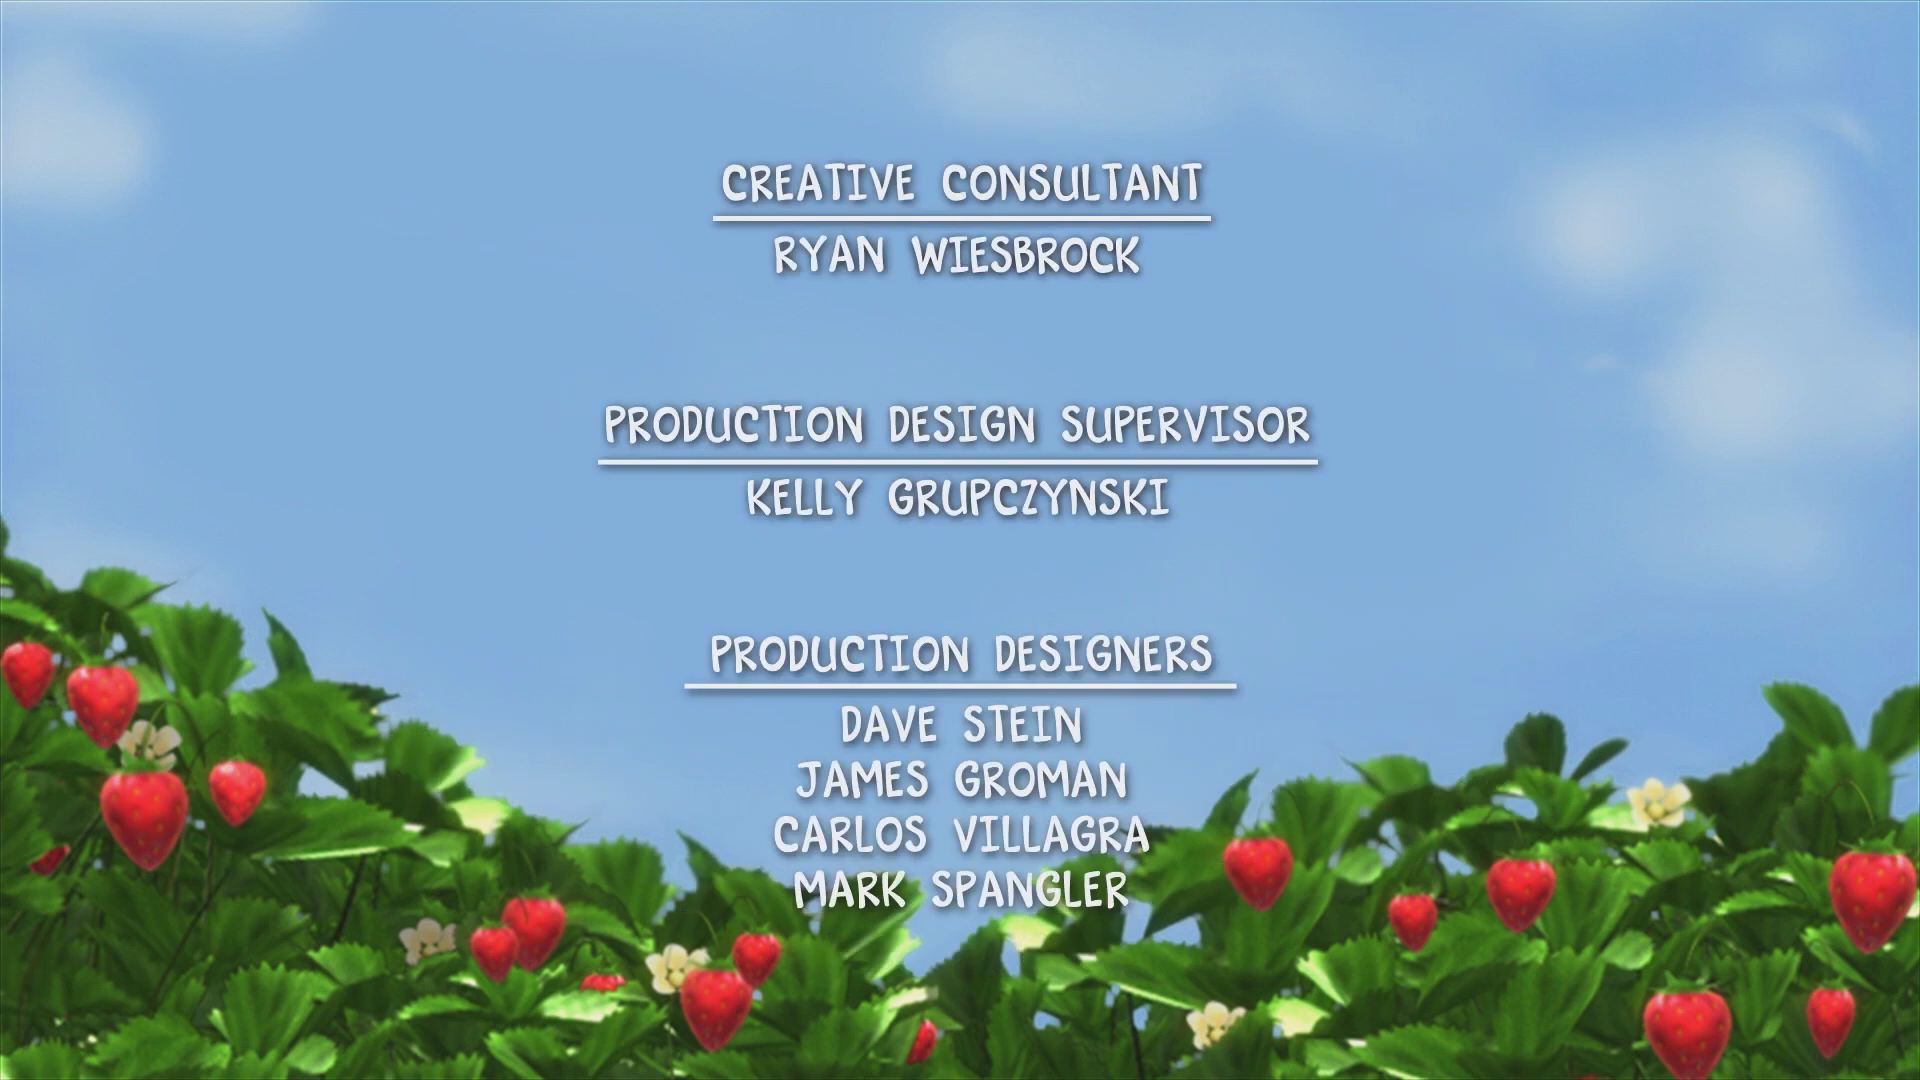 CREATIVE CONSULTANT
RYAN WIESBROCK
PRODUCTION DESIGN SUPERVISOR
KELLY GRUPCZYNSKI
PRODUCTION DESIGNERS
DAVE STEIN
JAMES GROMAN
CARLOS VILLAGRA
MARK SPANGLER